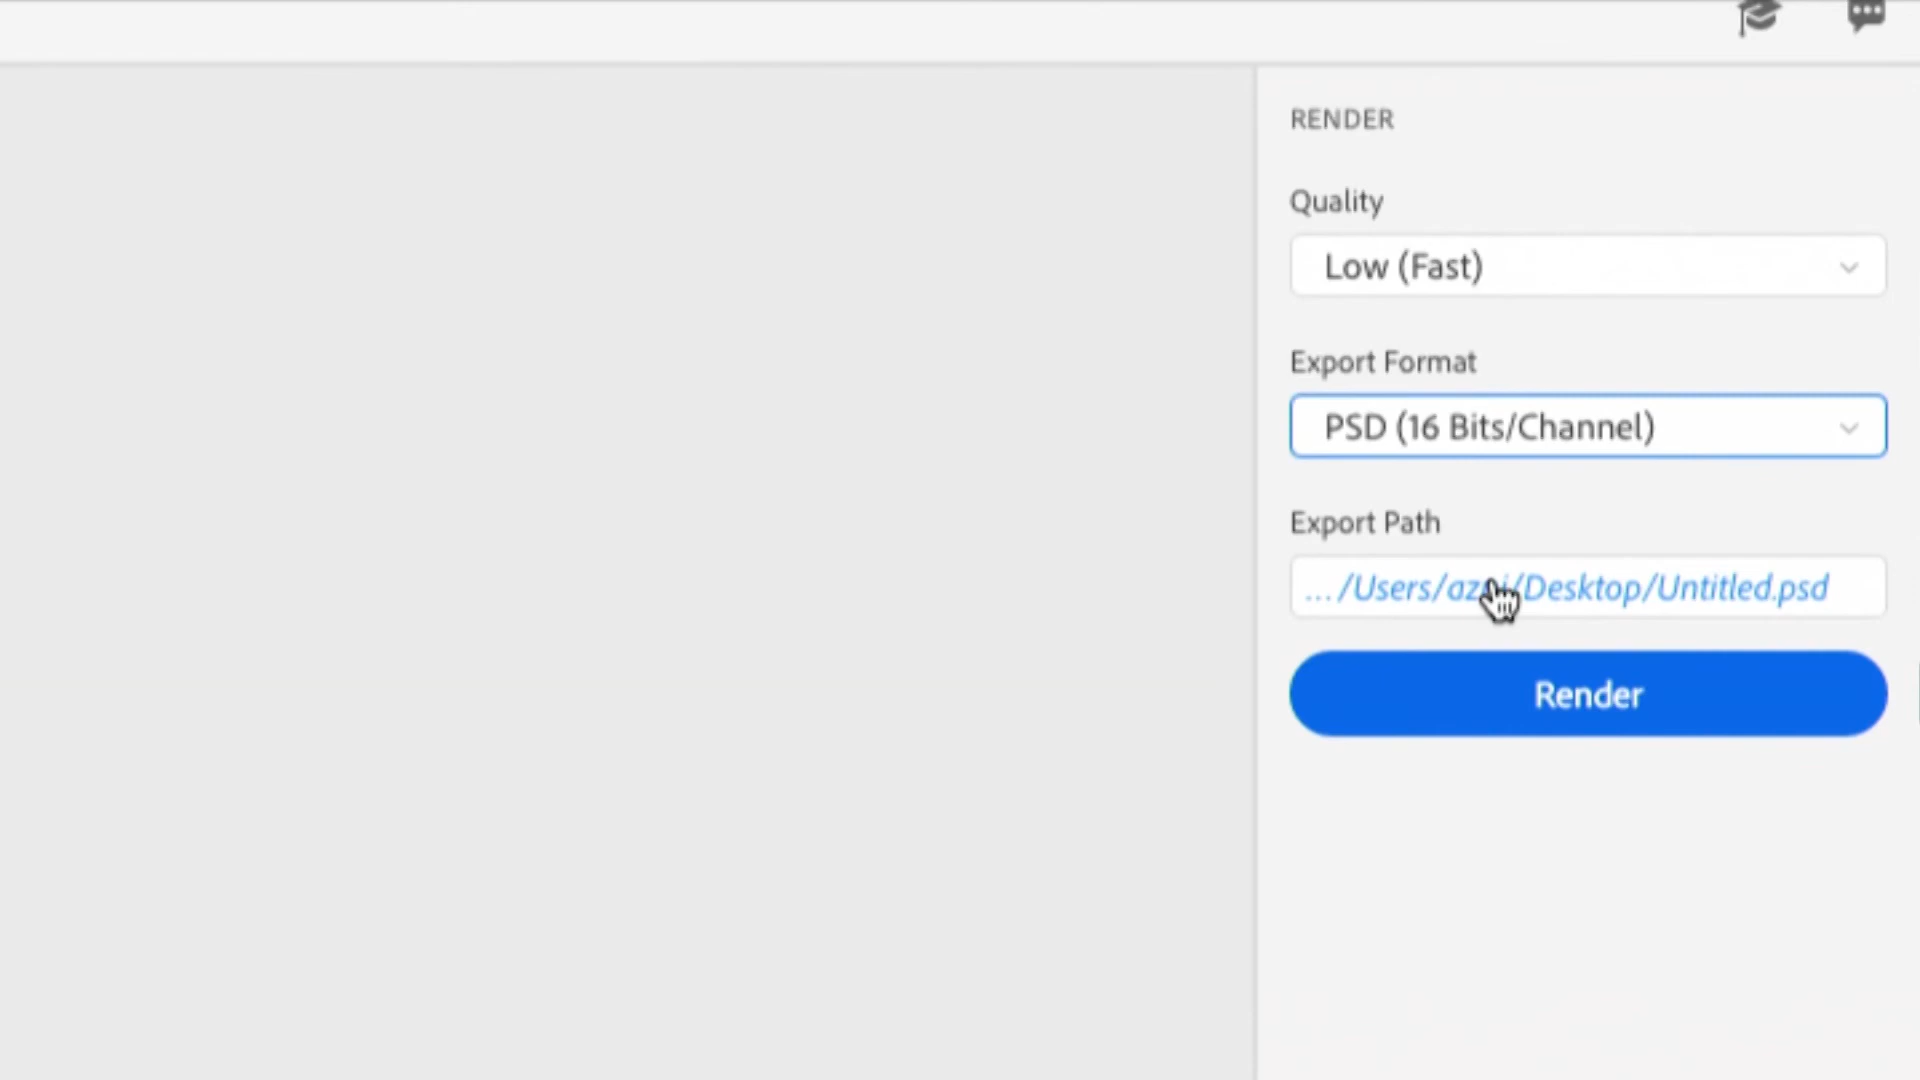 RENDER
Quality
Low (Fast)
Export Format
PSD (16 Bits/Channel)
Export Path
.../Users/ /Desktop/Untitled.psd
Render